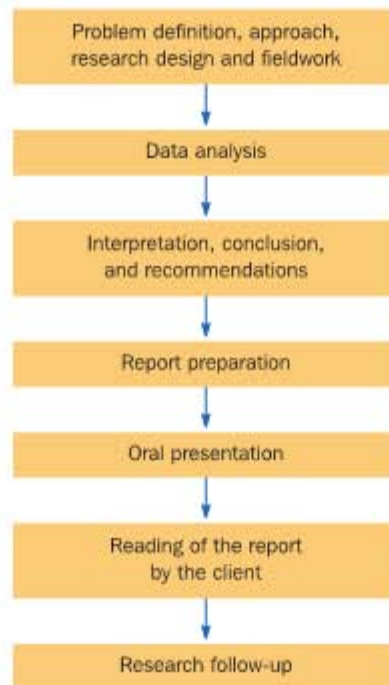 Problem definition, approach,
research design and fieldwork
Data analysis
Interpretation, conclusion,
and recommendations
Report preparation
Oral presentation
Reading of the report
by the client
Research follow-up